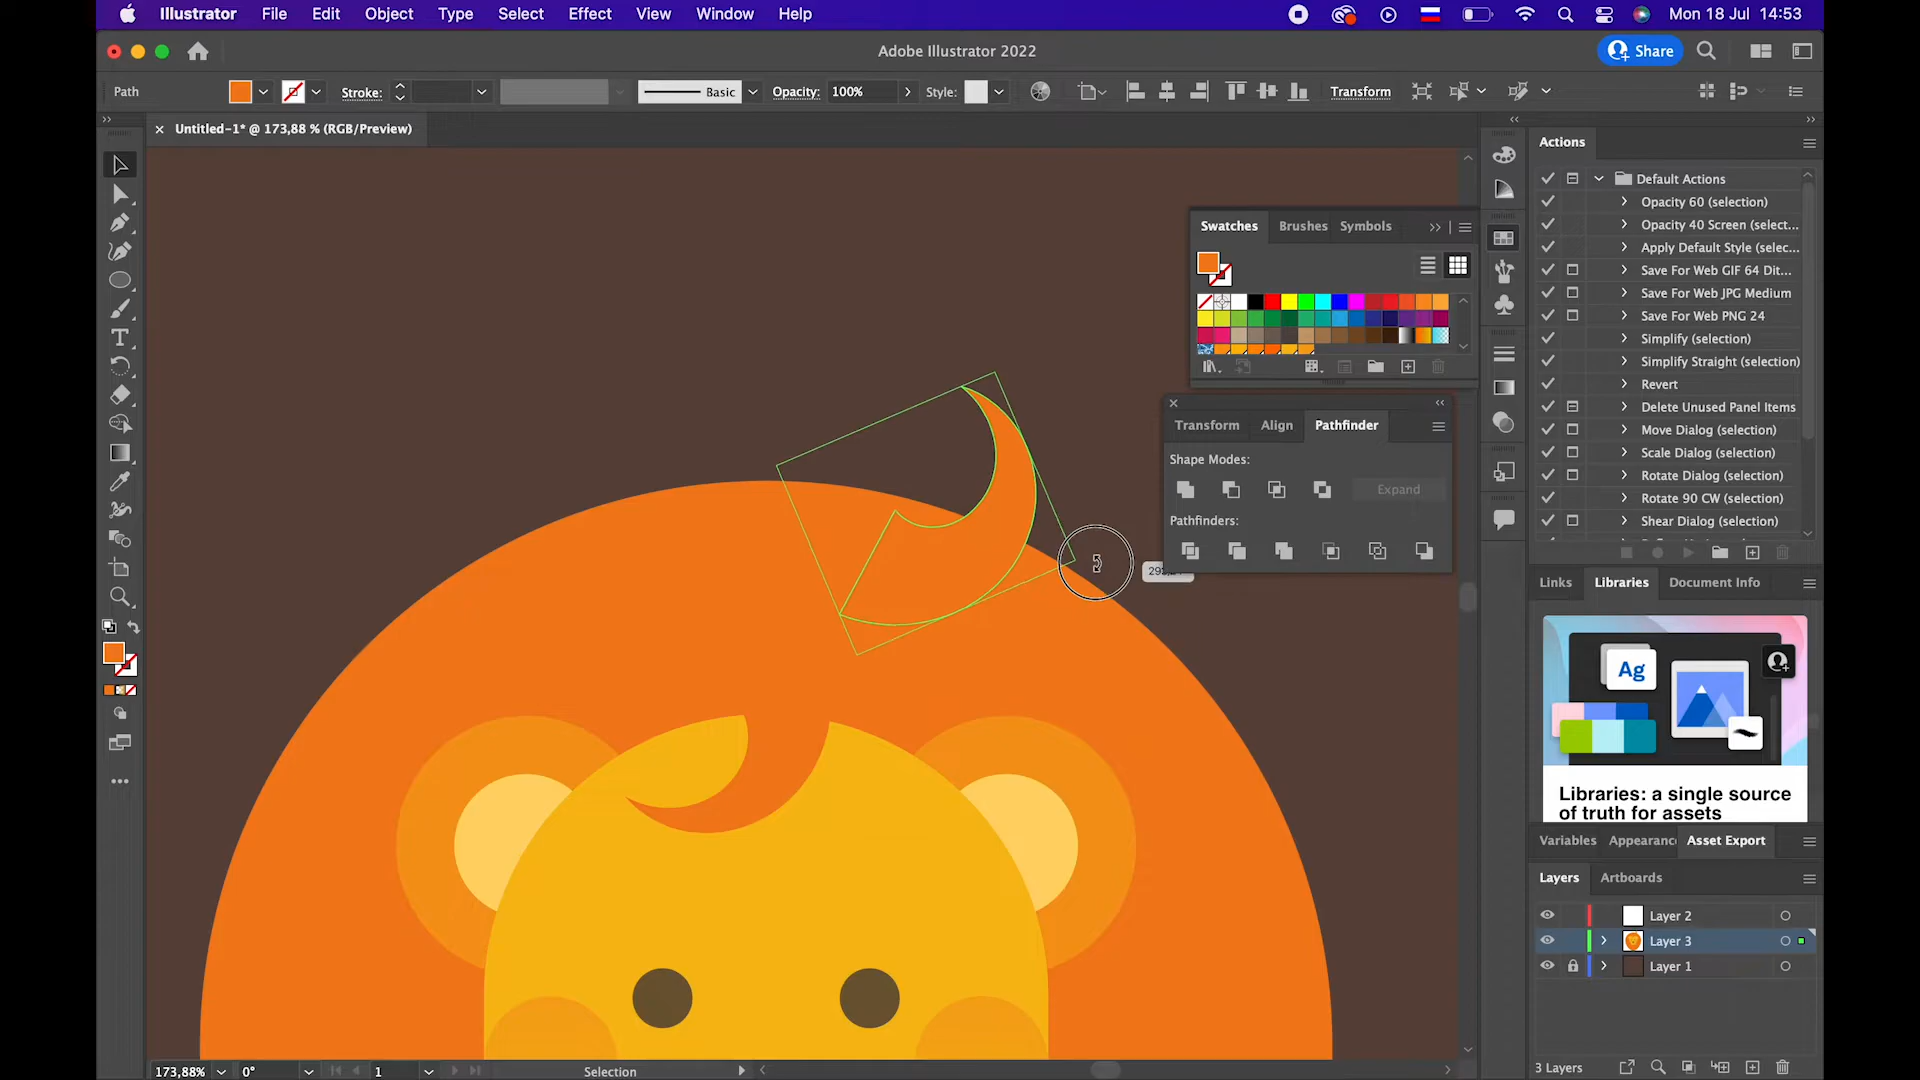 Illustrator File Edit Object Type Select Effect View Window Help Mon 18 Jul 14:53
Adobe Illustrator 2022 Share
Path Stroke: Basic Opacity: 100% Style: Transform
Untitled-1* @ 173,88 % (RGB/Preview)
Actions
Default Actions
Opacity 60 (selection)
Opacity 40 Screen (select...
Apply Default Style (selec...
Save For Web GIF 64 Dit...
Save For Web JPG Medium
Save For Web PNG 24
Simplify (selection)
Simplify Straight (selection)
Revert
Delete Unused Panel Items
Move Dialog (selection)
Scale Dialog (selection)
Rotate Dialog (selection)
Rotate 90 CW (selection)
Shear Dialog (selection)
Swatches Brushes Symbols
Transform Align Pathfinder
Shape Modes:
Expand
Pathfinders:
Links Libraries Document Info
Ag
Libraries: a single source
of truth for assets
Variables Appearanc Asset Export
Layers Artboards
Layer 2
Layer 3
Layer 1
3 Layers
173,88% 0° 1 Selection